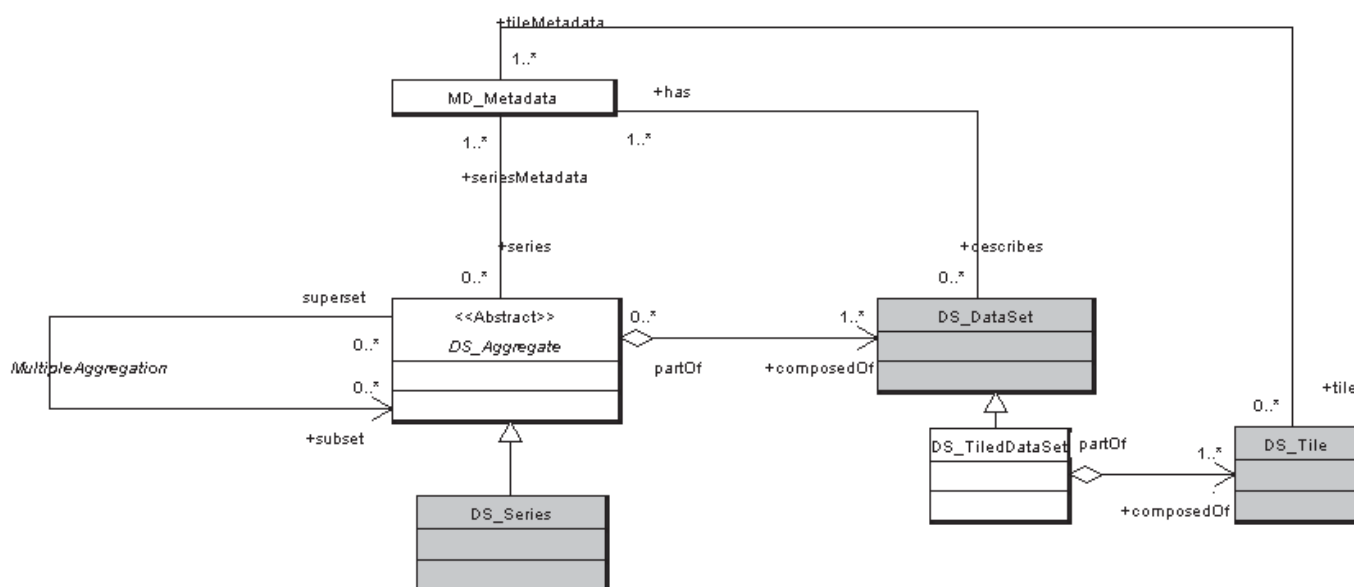 +tileMetadata
1..*
MD_Metadata
+has
1..*
1..*
+seriesMetadata
+series
+describes
0..*
0..*
superset
<<Abstract>>
DS_Aggregate
0..*
1..*
DS_DataSet
0..*
MultipleAggregation
partOf
+composedOf
0..*
+tile
0..*
+subset
DS_TiledDataSet
partOf
DS_Tile
1..*
DS_Series
+composedOf